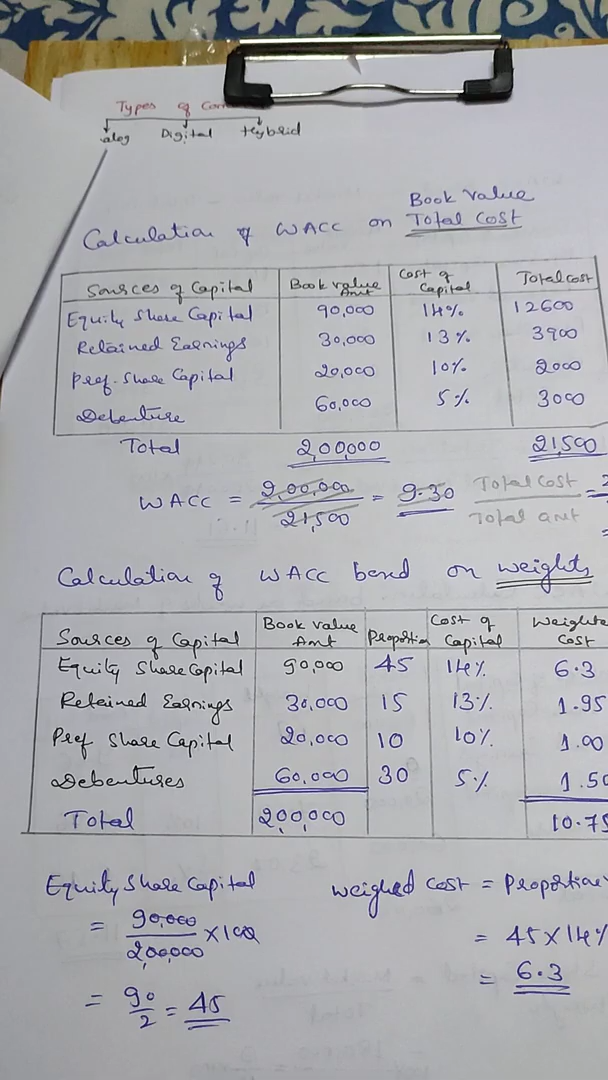 Types of Com
alog Digital Hybrid
Book Value
Calculation of WACC on Total Cost
Sources of Capital Book value Amt Cost of Capital Total cost
Equity Share Capital 90,000 14% 12600
Retained Earnings 30,000 13% 3900
Pref. Share Capital 20,000 10% 2000
Debenture 60,000 5% 3000
Total 2,00,000 21,500
WACC = 2,00,000 / 21,500 = 9.30 Total Cost / Total amt
Calculation of WACC based on weights
Sources of Capital Book value Amt Proportion Cost of Capital Weighte Cost
Equity Share Capital 90,000 45 14% 6.3
Retained Earnings 30,000 15 13% 1.95
Pref Share Capital 20,000 10 10% 1.00
Debentures 60,000 30 5% 1.50
Total 200,000 10.75
Equity Share Capital weighed cost = Proportion
= 90,000 / 200,000 × 100 = 45 × 14%
= 90 / 2 = 45 = 6.3